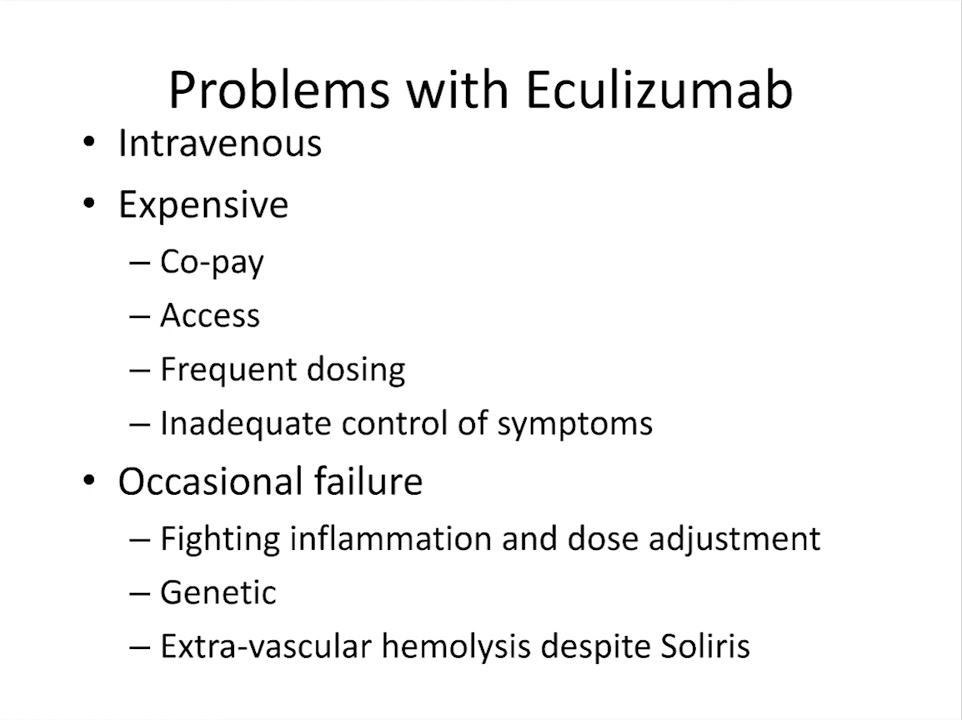 Problems with Eculizumab
• Intravenous
• Expensive
– Co-pay
– Access
– Frequent dosing
– Inadequate control of symptoms
• Occasional failure
– Fighting inflammation and dose adjustment
– Genetic
– Extra-vascular hemolysis despite Soliris